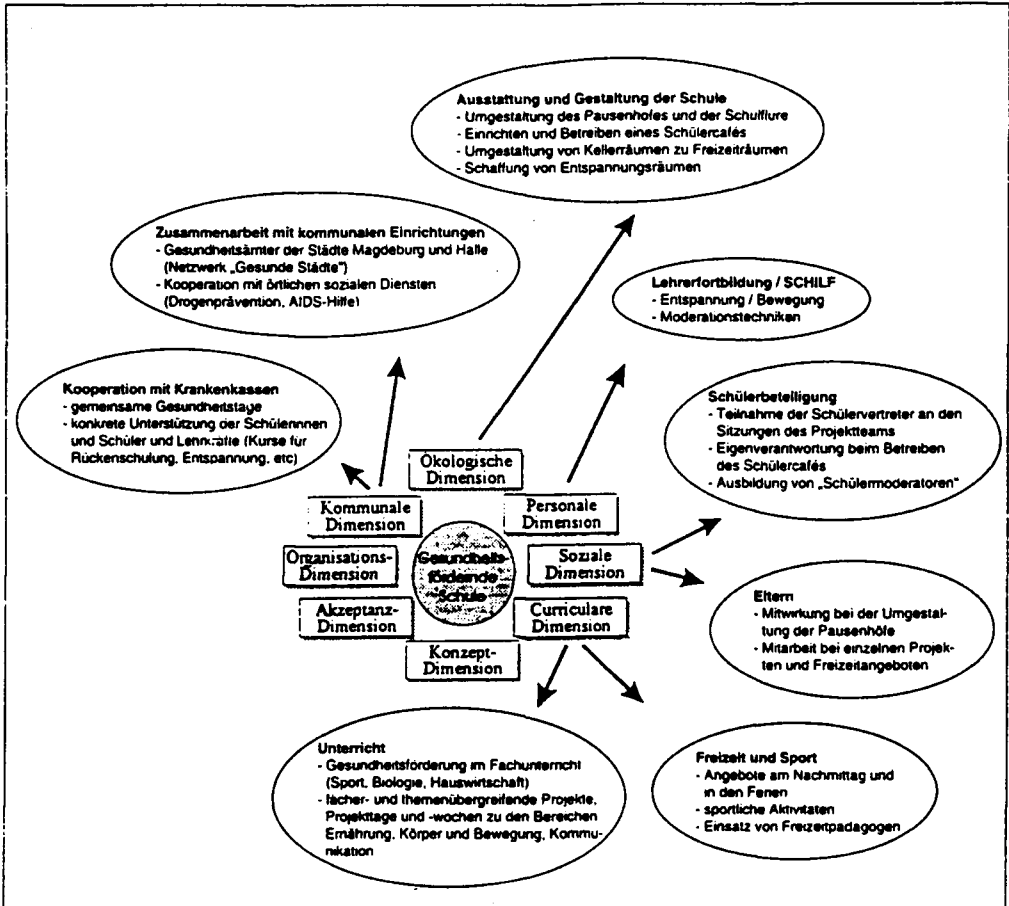 Ausstattung und Gestaltung der Schule
- Umgestaltung des Pausenhofes und der Schulflure
- Einrichten und Betreiben eines Schülercafés
- Umgestaltung von Kellerräumen zu Freizeiträumen
- Schaffung von Entspannungsräumen
Zusammenarbeit mit kommunalen Einrichtungen
- Gesundheitsämter der Städte Magdeburg und Halle
(Netzwerk „Gesunde Städte")
- Kooperation mit örtlichen sozialen Diensten
(Drogenprävention, AIDS-Hilfe)
Lehrerfortbildung / SCHILF
- Entspannung / Bewegung
- Moderationstechniken
Kooperation mit Krankenkassen
- gemeinsame Gesundheitstage
- konkrete Unterstützung der Schülerinnen
und Schüler und Lehrkräfte (Kurse für
Rückenschulung, Entspannung, etc)
Schülerbeteiligung
- Teilnahme der Schülervertreter an den
Sitzungen des Projektteams
- Eigenverantwortung beim Betreiben
des Schülercafés
- Ausbildung von „Schülermoderatoren"
Ökologische
Dimension
Kommunale
Dimension
Personale
Dimension
Organisations-
Dimension
Gesundheits-
fördernde
Schule
Soziale
Dimension
Akzeptanz-
Dimension
Curriculare
Dimension
Konzept-
Dimension
Eltern
- Mitwirkung bei der Umgestal-
tung der Pausenhöfe
- Mitarbeit bei einzelnen Projek-
ten und Freizeitangeboten
Unterricht
- Gesundheitsförderung im Fachunterricht
(Sport, Biologie, Hauswirtschaft)
- fächer- und themenübergreifende Projekte,
Projekttage und -wochen zu den Bereichen
Ernährung, Körper und Bewegung, Kommu-
nikation
Freizeit und Sport
- Angebote am Nachmittag und
in den Ferien
- sportliche Aktivitäten
- Einsatz von Freizeitpädagogen